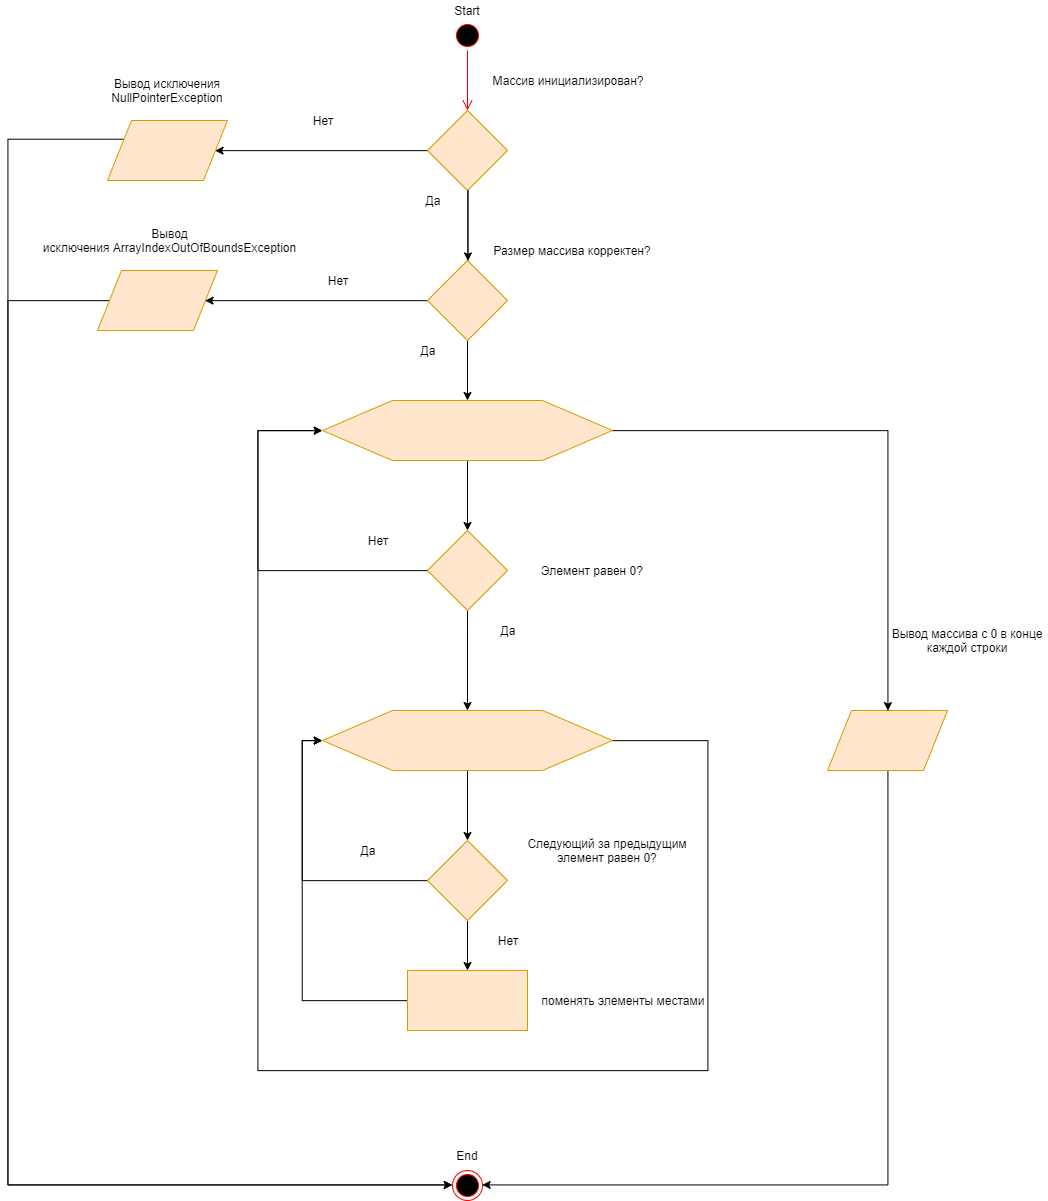 Start
Массив инициализирован?
Вывод исключения
NullPointerException
Нет
Да
Вывод
исключения ArrayIndexOutOfBoundsException
Размер массива корректен?
Нет
Да
Нет
Элемент равен 0?
Да
Вывод массива с 0 в конце
каждой строки
Следующий за предыдущим
элемент равен 0?
Да
Нет
поменять элементы местами
End